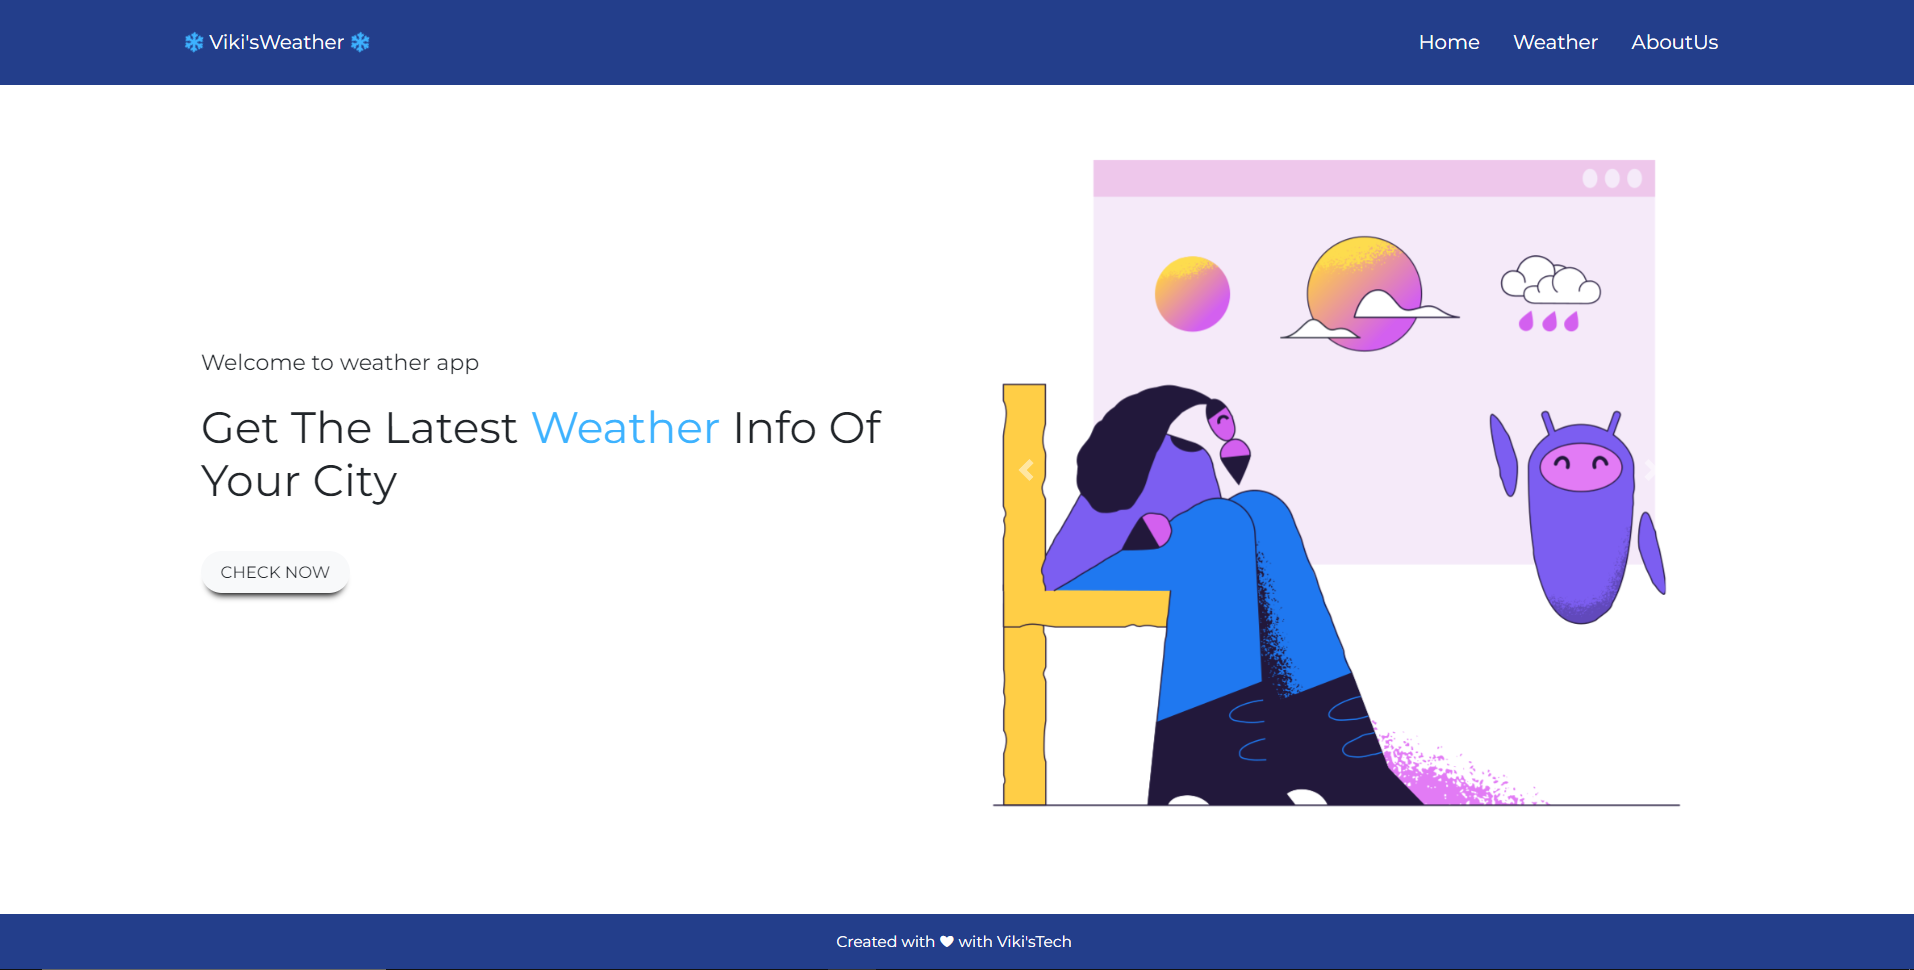 ❄ Viki'sWeather ❄
Home Weather AboutUs
Welcome to weather app
Get The Latest Weather Info Of
Your City
CHECK NOW
Created with ♥ with Viki'sTech